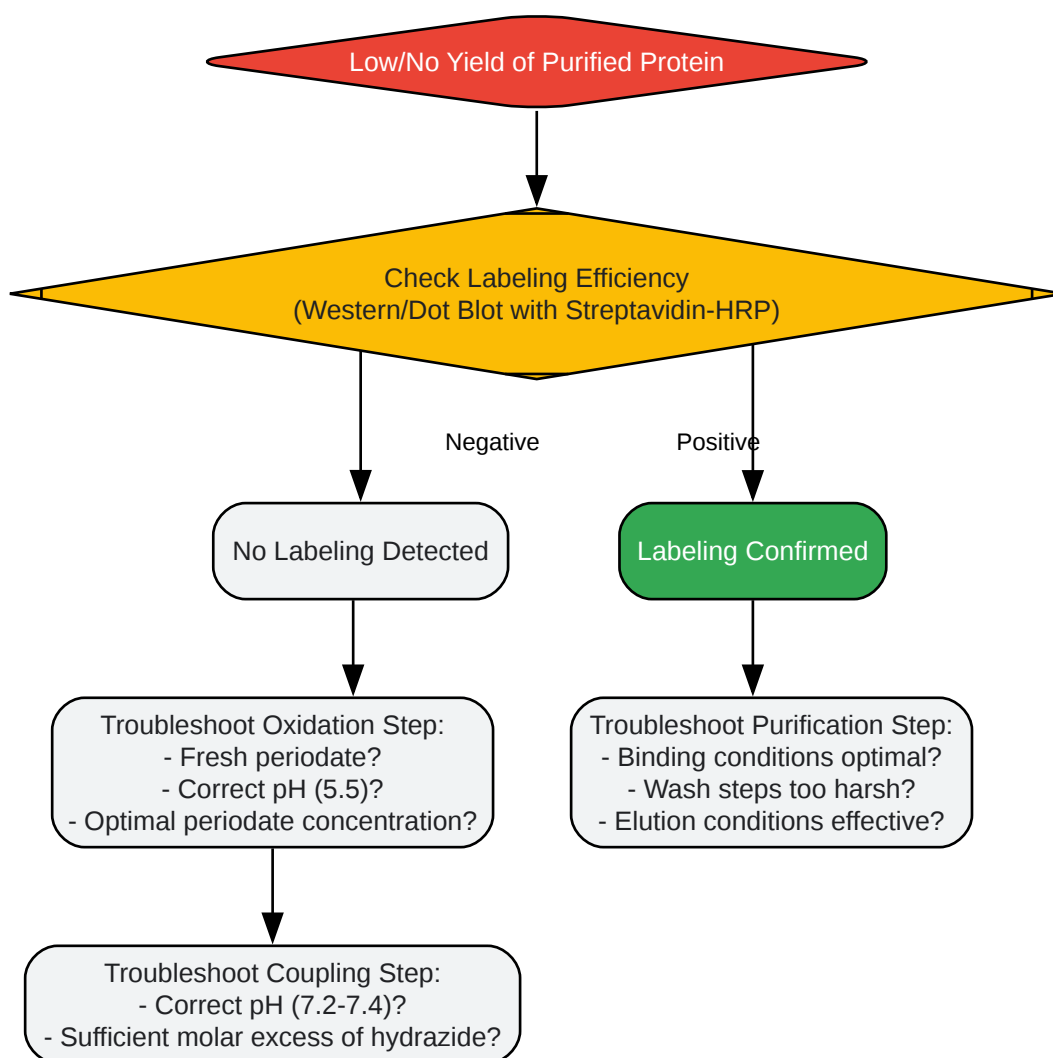 Low/No Yield of Purified Protein
Check Labeling Efficiency
(Western/Dot Blot with Streptavidin-HRP)
Negative
Positive
No Labeling Detected
Labeling Confirmed
Troubleshoot Oxidation Step:
- Fresh periodate?
- Correct pH (5.5)?
- Optimal periodate concentration?
Troubleshoot Purification Step:
- Binding conditions optimal?
- Wash steps too harsh?
- Elution conditions effective?
Troubleshoot Coupling Step:
- Correct pH (7.2-7.4)?
- Sufficient molar excess of hydrazide?